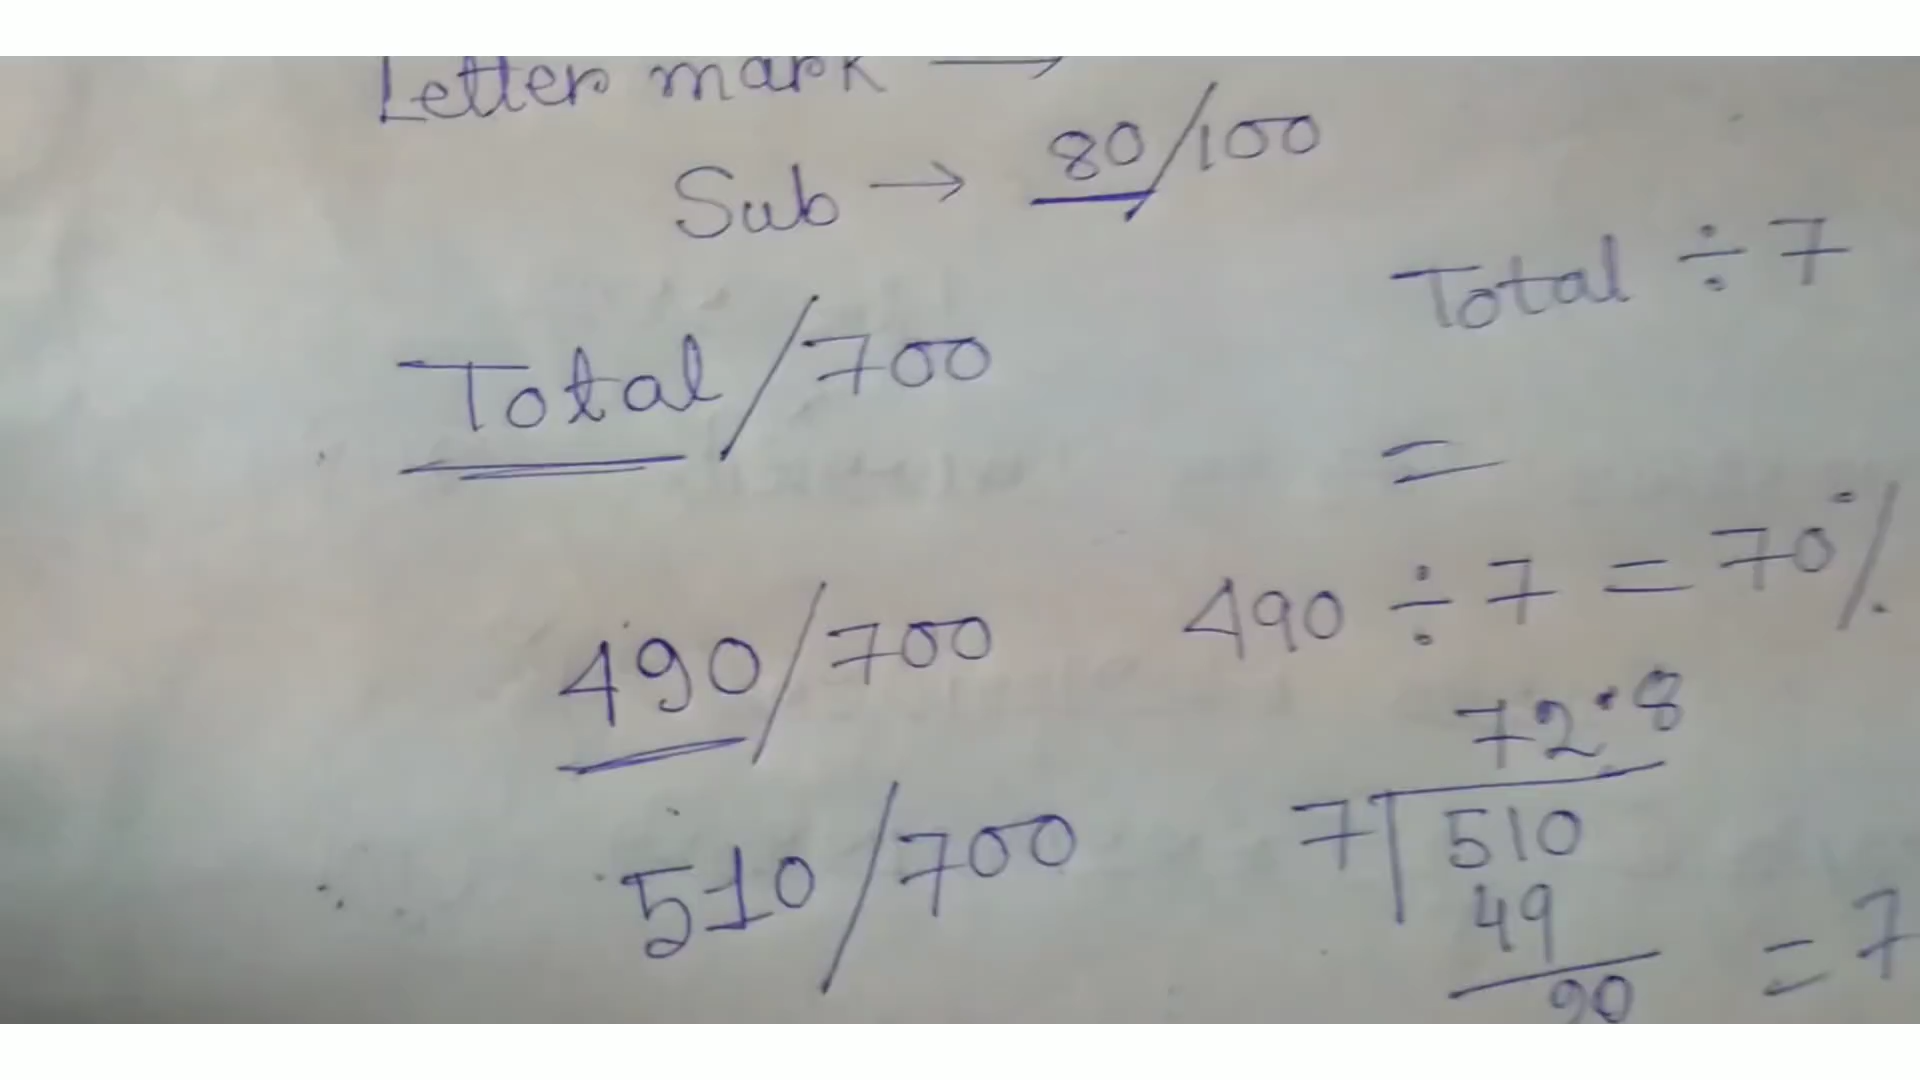 Letter mark →
Sub → 80/100
Total ÷ 7
Total/700
=
490 ÷ 7 = 70%
490/700
72.8
7 510
510/700
49
= 7
20